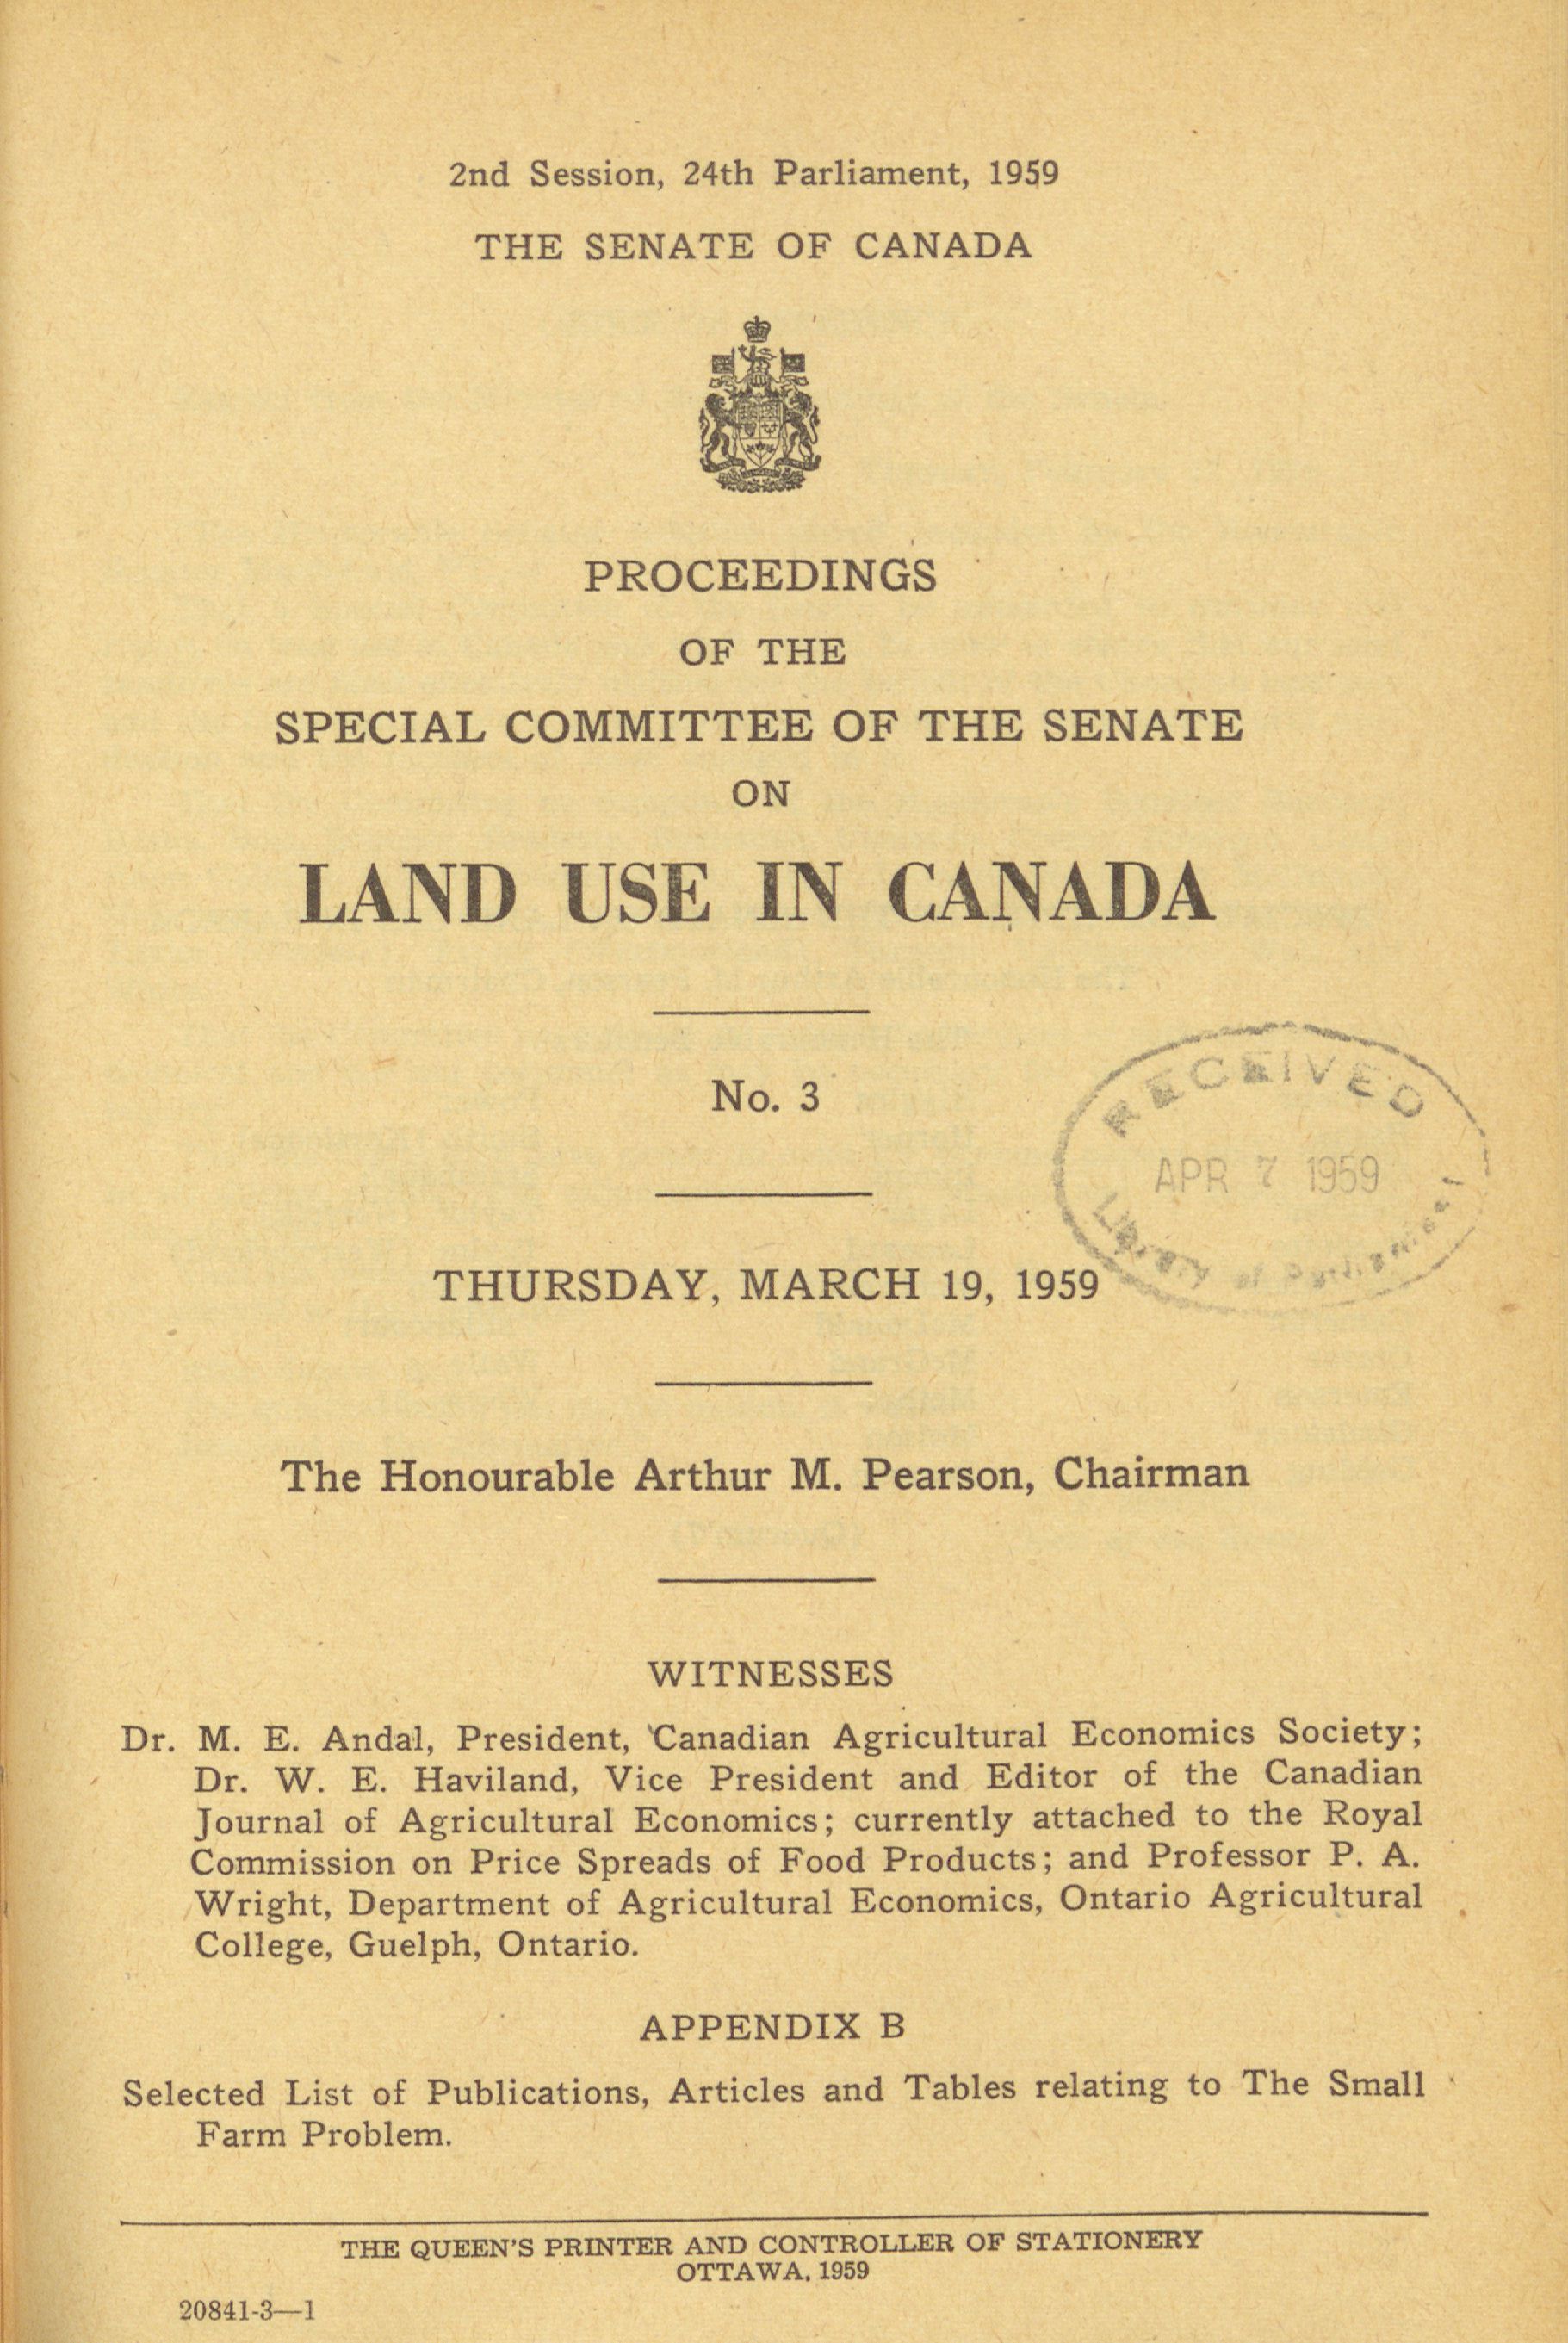 2nd Session, 24th Parliament, 1959
THE SENATE OF CANADA
PROCEEDINGS
OF THE
SPECIAL COMMITTEE OF THE SENATE
ON
LAND USE IN CANADA
No. 3
RECEIVED
APR 7 1959
Library of Parliament
THURSDAY, MARCH 19, 1959
The Honourable Arthur M. Pearson, Chairman
WITNESSES
Dr. M. E. Andal, President, Canadian Agricultural Economics Society;
Dr. W. E. Haviland, Vice President and Editor of the Canadian
Journal of Agricultural Economics; currently attached to the Royal
Commission on Price Spreads of Food Products; and Professor P. A.
Wright, Department of Agricultural Economics, Ontario Agricultural
College, Guelph, Ontario.
APPENDIX B
Selected List of Publications, Articles and Tables relating to The Small
Farm Problem.
THE QUEEN'S PRINTER AND CONTROLLER OF STATIONERY
OTTAWA, 1959
20841-3—1